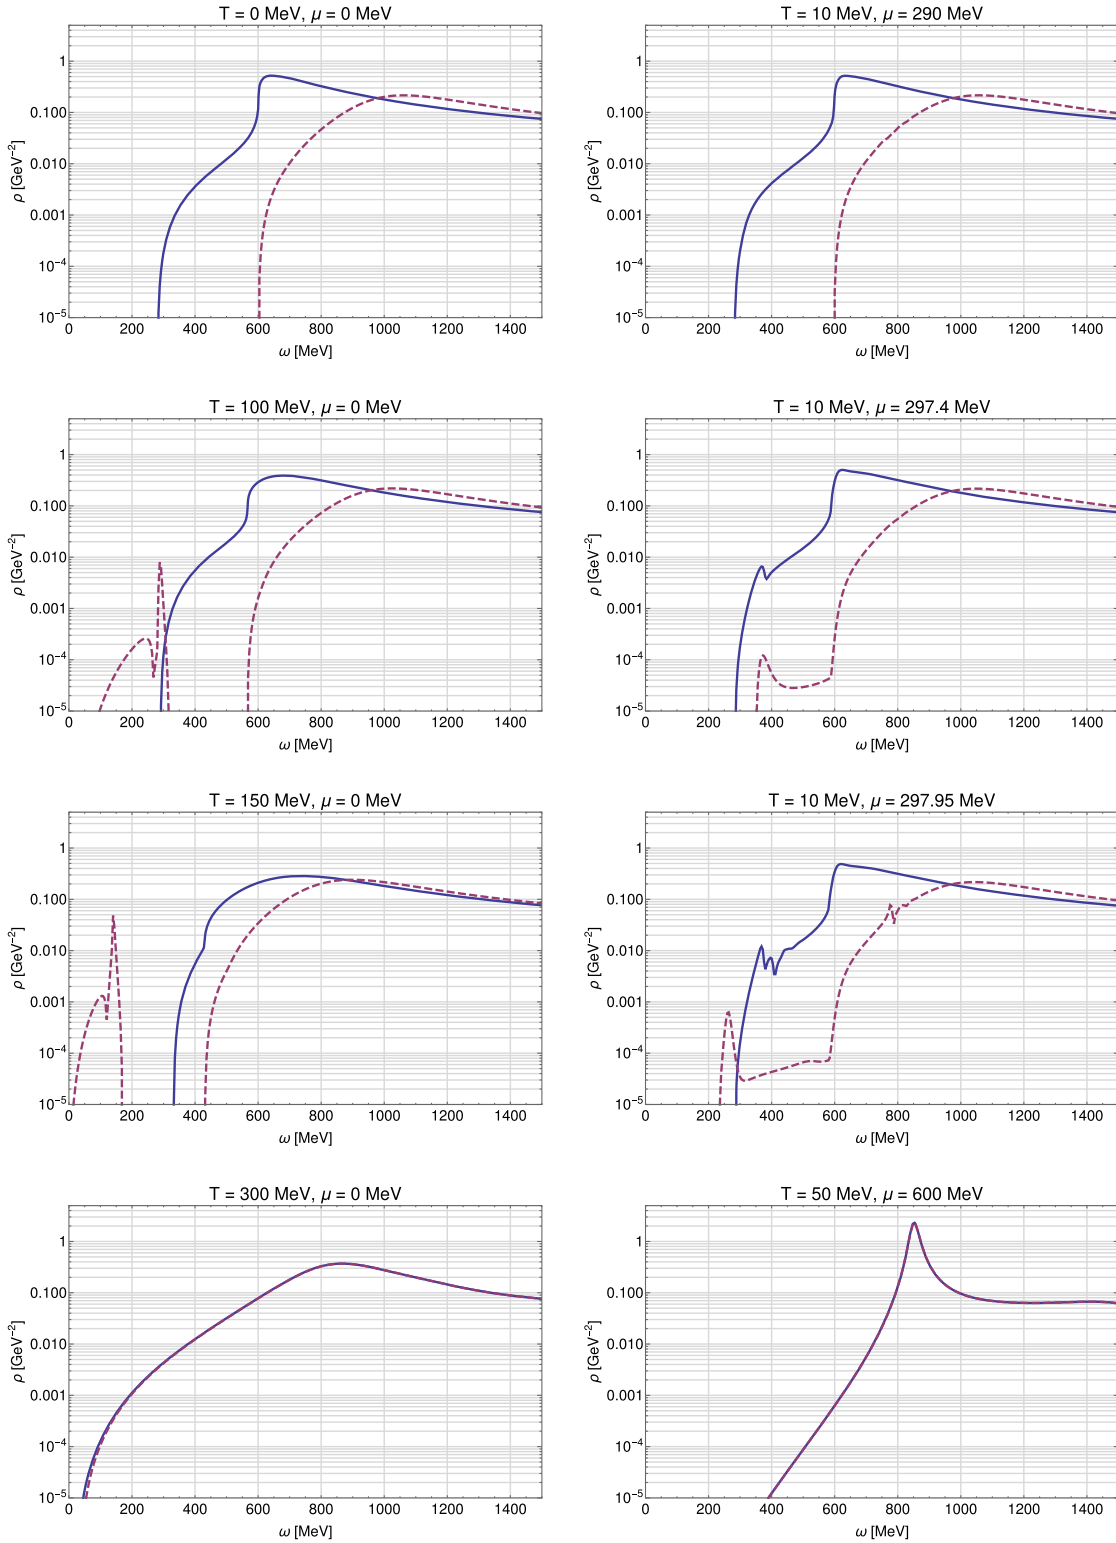 T = 0 MeV, μ = 0 MeV
1
0.100
0.010
0.001
10⁻⁴
10⁻⁵
ρ [GeV⁻²]
0 200 400 600 800 1000 1200 1400
ω [MeV]
T = 10 MeV, μ = 290 MeV
1
0.100
0.010
0.001
10⁻⁴
10⁻⁵
ρ [GeV⁻²]
0 200 400 600 800 1000 1200 1400
ω [MeV]
T = 100 MeV, μ = 0 MeV
1
0.100
0.010
0.001
10⁻⁴
10⁻⁵
ρ [GeV⁻²]
0 200 400 600 800 1000 1200 1400
ω [MeV]
T = 10 MeV, μ = 297.4 MeV
1
0.100
0.010
0.001
10⁻⁴
10⁻⁵
ρ [GeV⁻²]
0 200 400 600 800 1000 1200 1400
ω [MeV]
T = 150 MeV, μ = 0 MeV
1
0.100
0.010
0.001
10⁻⁴
10⁻⁵
ρ [GeV⁻²]
0 200 400 600 800 1000 1200 1400
ω [MeV]
T = 10 MeV, μ = 297.95 MeV
1
0.100
0.010
0.001
10⁻⁴
10⁻⁵
ρ [GeV⁻²]
0 200 400 600 800 1000 1200 1400
ω [MeV]
T = 300 MeV, μ = 0 MeV
1
0.100
0.010
0.001
10⁻⁴
10⁻⁵
ρ [GeV⁻²]
0 200 400 600 800 1000 1200 1400
ω [MeV]
T = 50 MeV, μ = 600 MeV
1
0.100
0.010
0.001
10⁻⁴
10⁻⁵
ρ [GeV⁻²]
0 200 400 600 800 1000 1200 1400
ω [MeV]